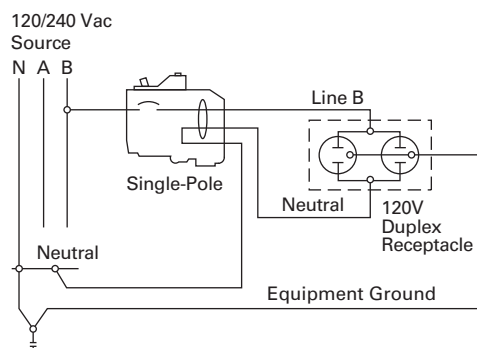 120/240 Vac
Source
N A B
Line B
Single-Pole
Neutral
120V
Duplex
Receptacle
Neutral
Equipment Ground